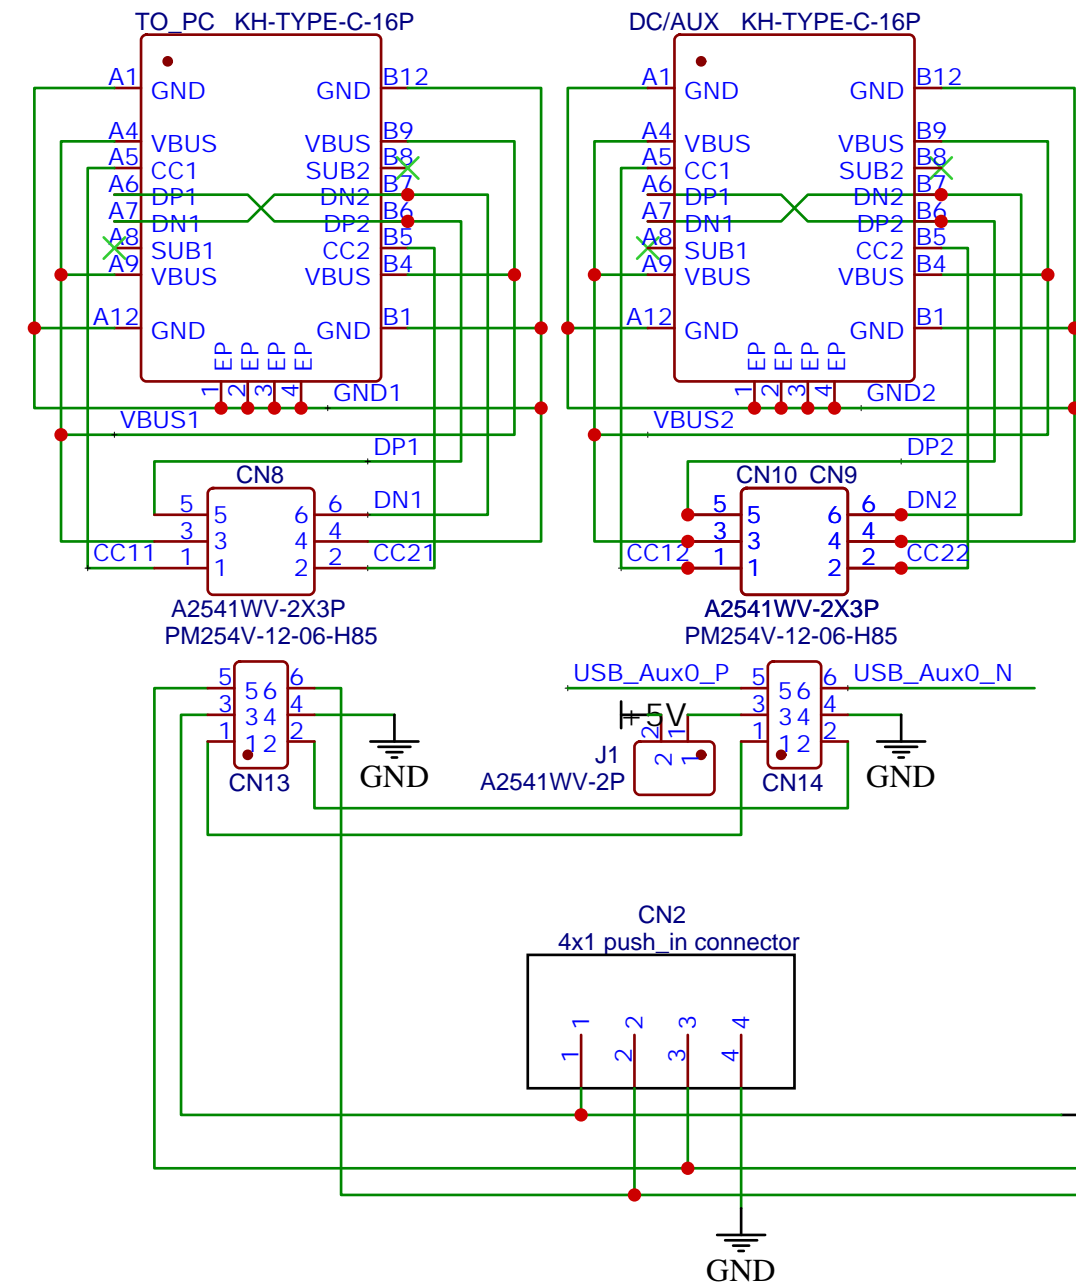 TO_PC KH-TYPE-C-16P
DC/AUX KH-TYPE-C-16P
A1 GND GND B12
A4 VBUS VBUS B9
A5 CC1 SUB2 B8
A6 DP1 DN2 B7
A7 DN1 DP2 B6
A8 SUB1 CC2 B5
A9 VBUS VBUS B4
A12 GND GND B1
EP EP EP EP
1 2 3 4
GND1
VBUS1
DP1
A1 GND GND B12
A4 VBUS VBUS B9
A5 CC1 SUB2 B8
A6 DP1 DN2 B7
A7 DN1 DP2 B6
A8 SUB1 CC2 B5
A9 VBUS VBUS B4
A12 GND GND B1
EP EP EP EP
1 2 3 4
GND2
VBUS2
DP2
CN8
5 5 6 6 DN1
3 3 4 4
CC11 1 1 2 2 CC21
A2541WV-2X3P
PM254V-12-06-H85
CN10 CN9
5 5 6 6 DN2
3 3 4 4
CC12 1 1 2 2 CC22
A2541WV-2X3P
PM254V-12-06-H85
5 5 6 6
3 3 4 4
1 1 2 2
CN13
GND
USB_Aux0_P 5 5 6 6 USB_Aux0_N
+5V 3 3 4 4
1 1 2 2
2 1
2 1
J1
A2541WV-2P
CN14
GND
CN2
4x1 push_in connector
1 2 3 4
1 2 3 4
GND